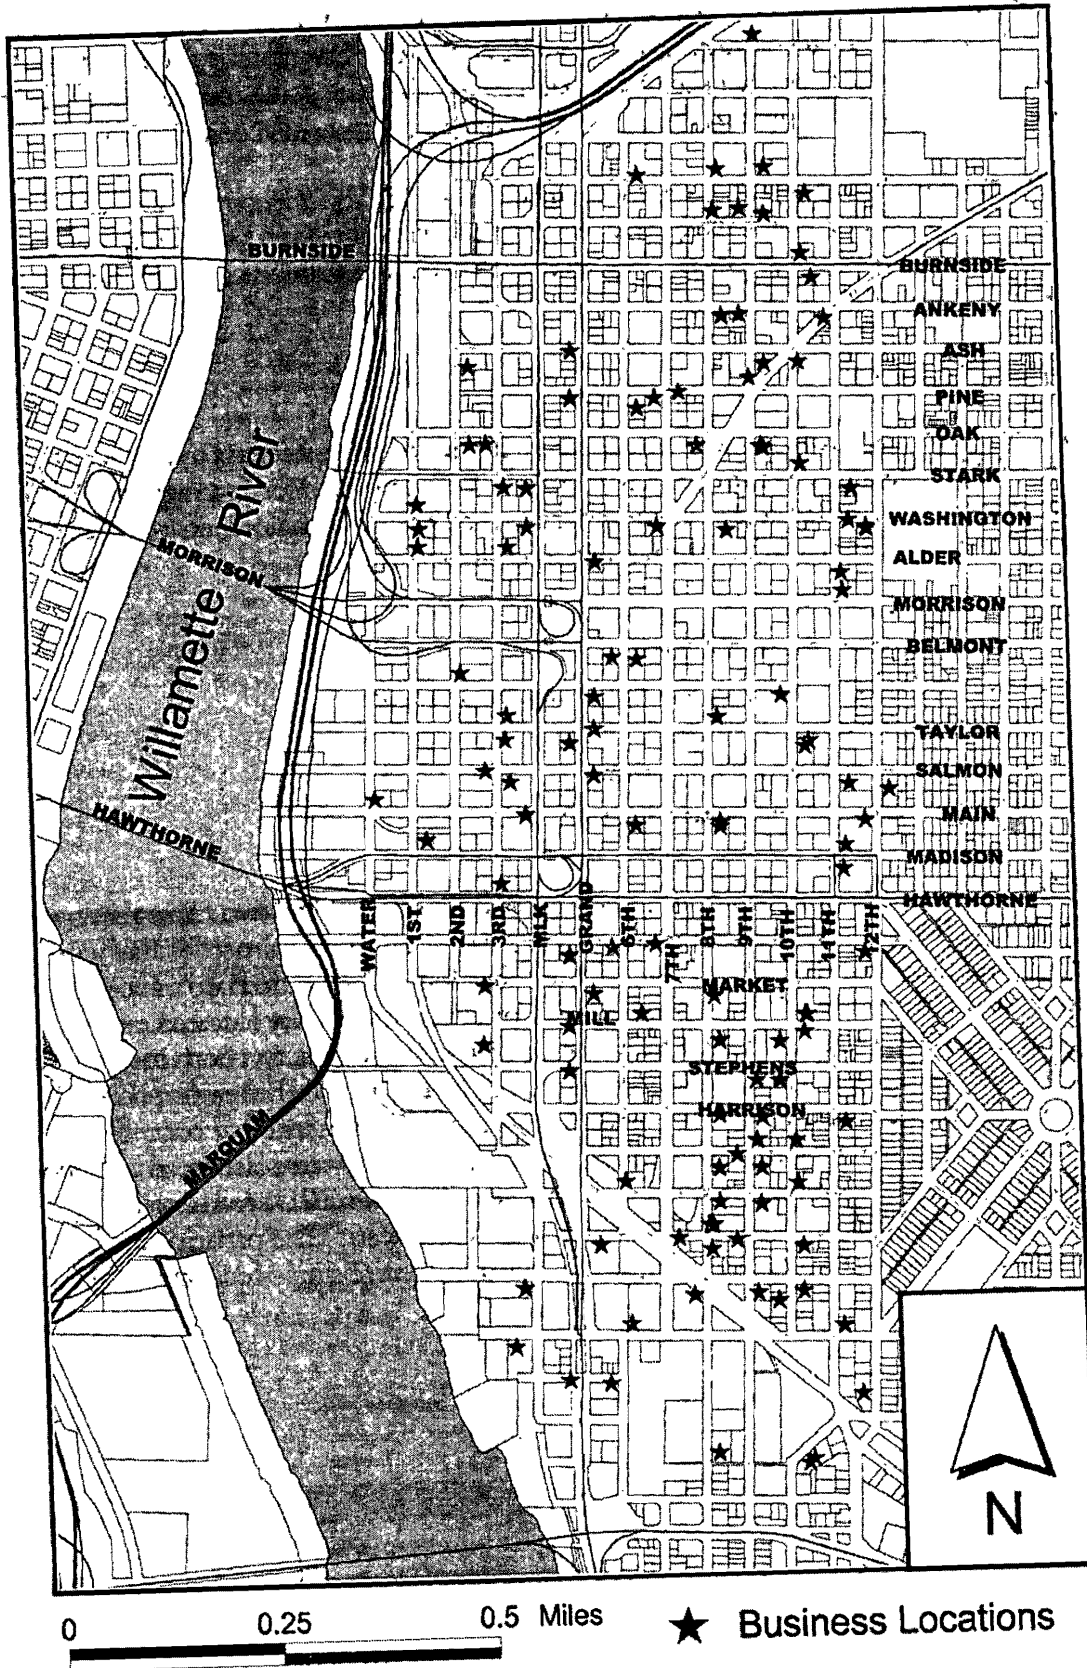 BURNSIDE
BURNSIDE
ANKENY
ASH
PINE
OAK
STARK
WASHINGTON
ALDER
MORRISON
MORRISON
BELMONT
Willamette River
TAYLOR
SALMON
MAIN
HAWTHORNE
MADISON
HAWTHORNE
WATER
1ST
2ND
3RD
MLK
GRAND
6TH
7TH
8TH
9TH
10TH
11TH
12TH
MARKET
MILL
STEPHENS
HARRISON
MARQUAM
N
0 0.25 0.5 Miles
Business Locations